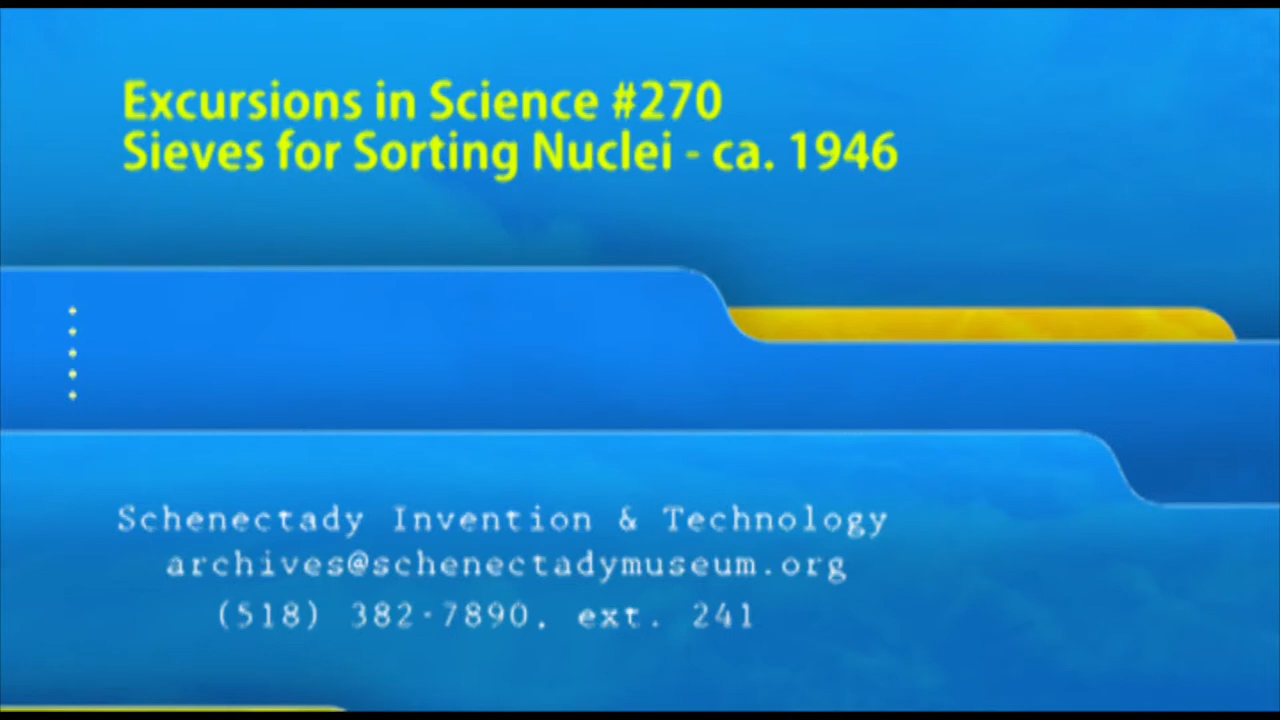 Excursions in Science #270
Sieves for Sorting Nuclei - ca. 1946
Schenectady Invention & Technology
archives@schenectadymuseum.org
(518) 382-7890, ext. 241